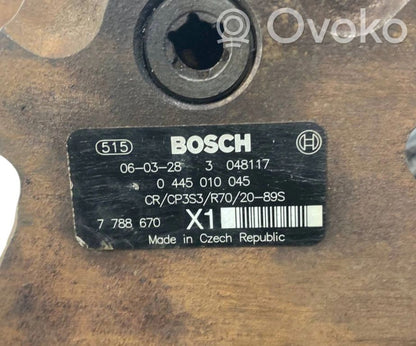 Ovoko
515 BOSCH
06-03-28 3 048117
0 445 010 045
CR/CP3S3/R70/20-89S
7 788 670 X1
Made in Czech Republic